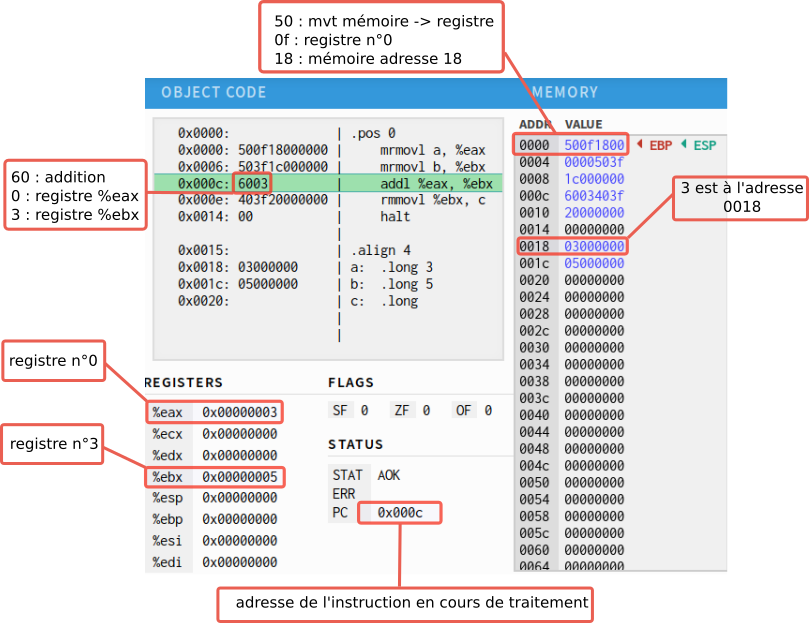 50 : mvt mémoire -> registre
0f : registre n°0
18 : mémoire adresse 18
OBJECT CODE
0x0000: | .pos 0
0x0000: 500f18000000 | mrmovl a, %eax
0x0006: 503f1c000000 | mrmovl b, %ebx
0x000c: 6003 | addl %eax, %ebx
0x000e: 403f20000000 | rmmovl %ebx, c
0x0014: 00 | halt
|
0x0015: | .align 4
0x0018: 03000000 | a: .long 3
0x001c: 05000000 | b: .long 5
0x0020: | c: .long
|
|
60 : addition
0 : registre %eax
3 : registre %ebx
MEMORY
ADDR VALUE
0000 500f1800 EBP ESP
0004 0000503f
0008 1c000000
000c 6003403f
0010 20000000
0014 00000000
0018 03000000
001c 05000000
0020 00000000
0024 00000000
0028 00000000
002c 00000000
0030 00000000
0034 00000000
0038 00000000
003c 00000000
0040 00000000
0044 00000000
0048 00000000
004c 00000000
0050 00000000
0054 00000000
0058 00000000
005c 00000000
0060 00000000
0064 00000000
3 est à l'adresse
0018
registre n°0
registre n°3
REGISTERS
%eax 0x00000003
%ecx 0x00000000
%edx 0x00000000
%ebx 0x00000005
%esp 0x00000000
%ebp 0x00000000
%esi 0x00000000
%edi 0x00000000
FLAGS
SF 0 ZF 0 OF 0
STATUS
STAT AOK
ERR
PC 0x000c
adresse de l'instruction en cours de traitement